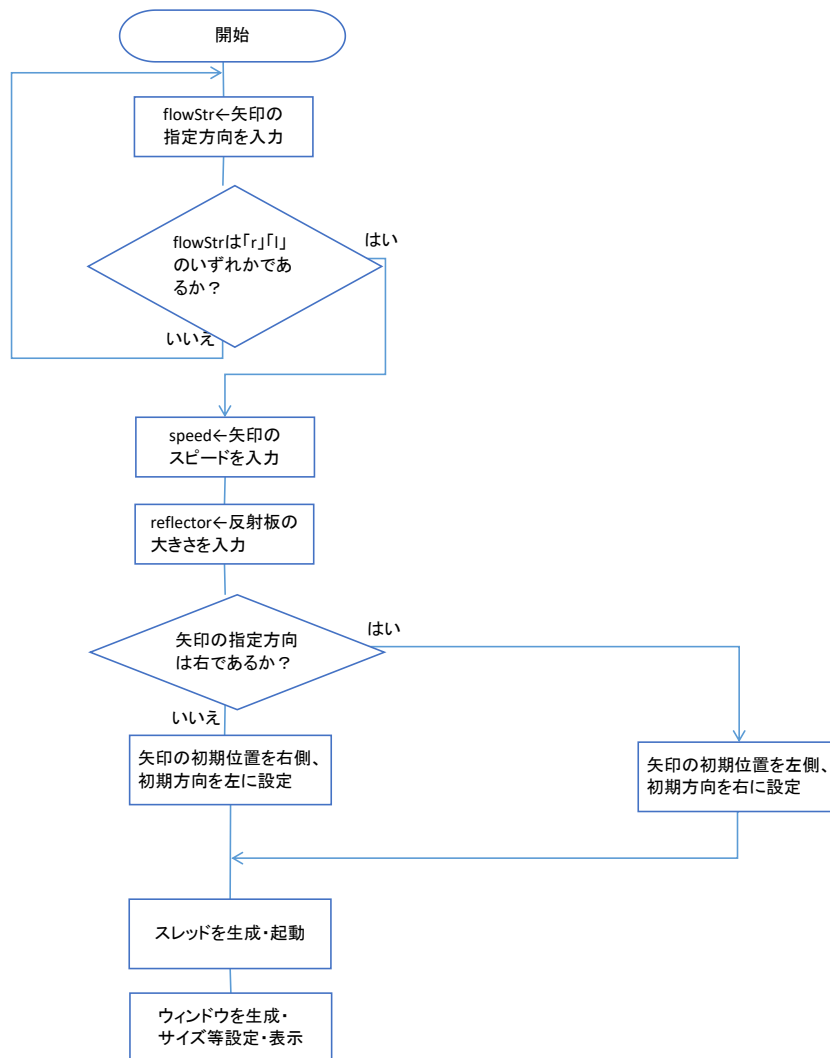 開始
flowStr←矢印の
指定方向を入力
flowStrは「r」「l」
のいずれかであ
るか？
はい
いいえ
speed←矢印の
スピードを入力
reflector←反射板の
大きさを入力
矢印の指定方向
は右であるか？
はい
いいえ
矢印の初期位置を右側、
初期方向を左に設定
矢印の初期位置を左側、
初期方向を右に設定
スレッドを生成・起動
ウィンドウを生成・
サイズ等設定・表示